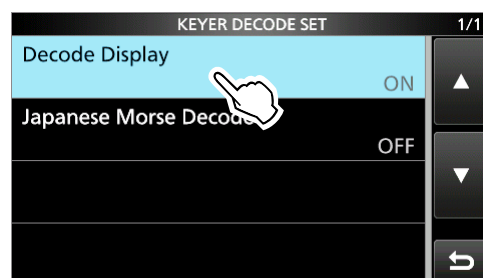 KEYER DECODE SET 1/1
Decode Display
ON
Japanese Morse Decode
OFF